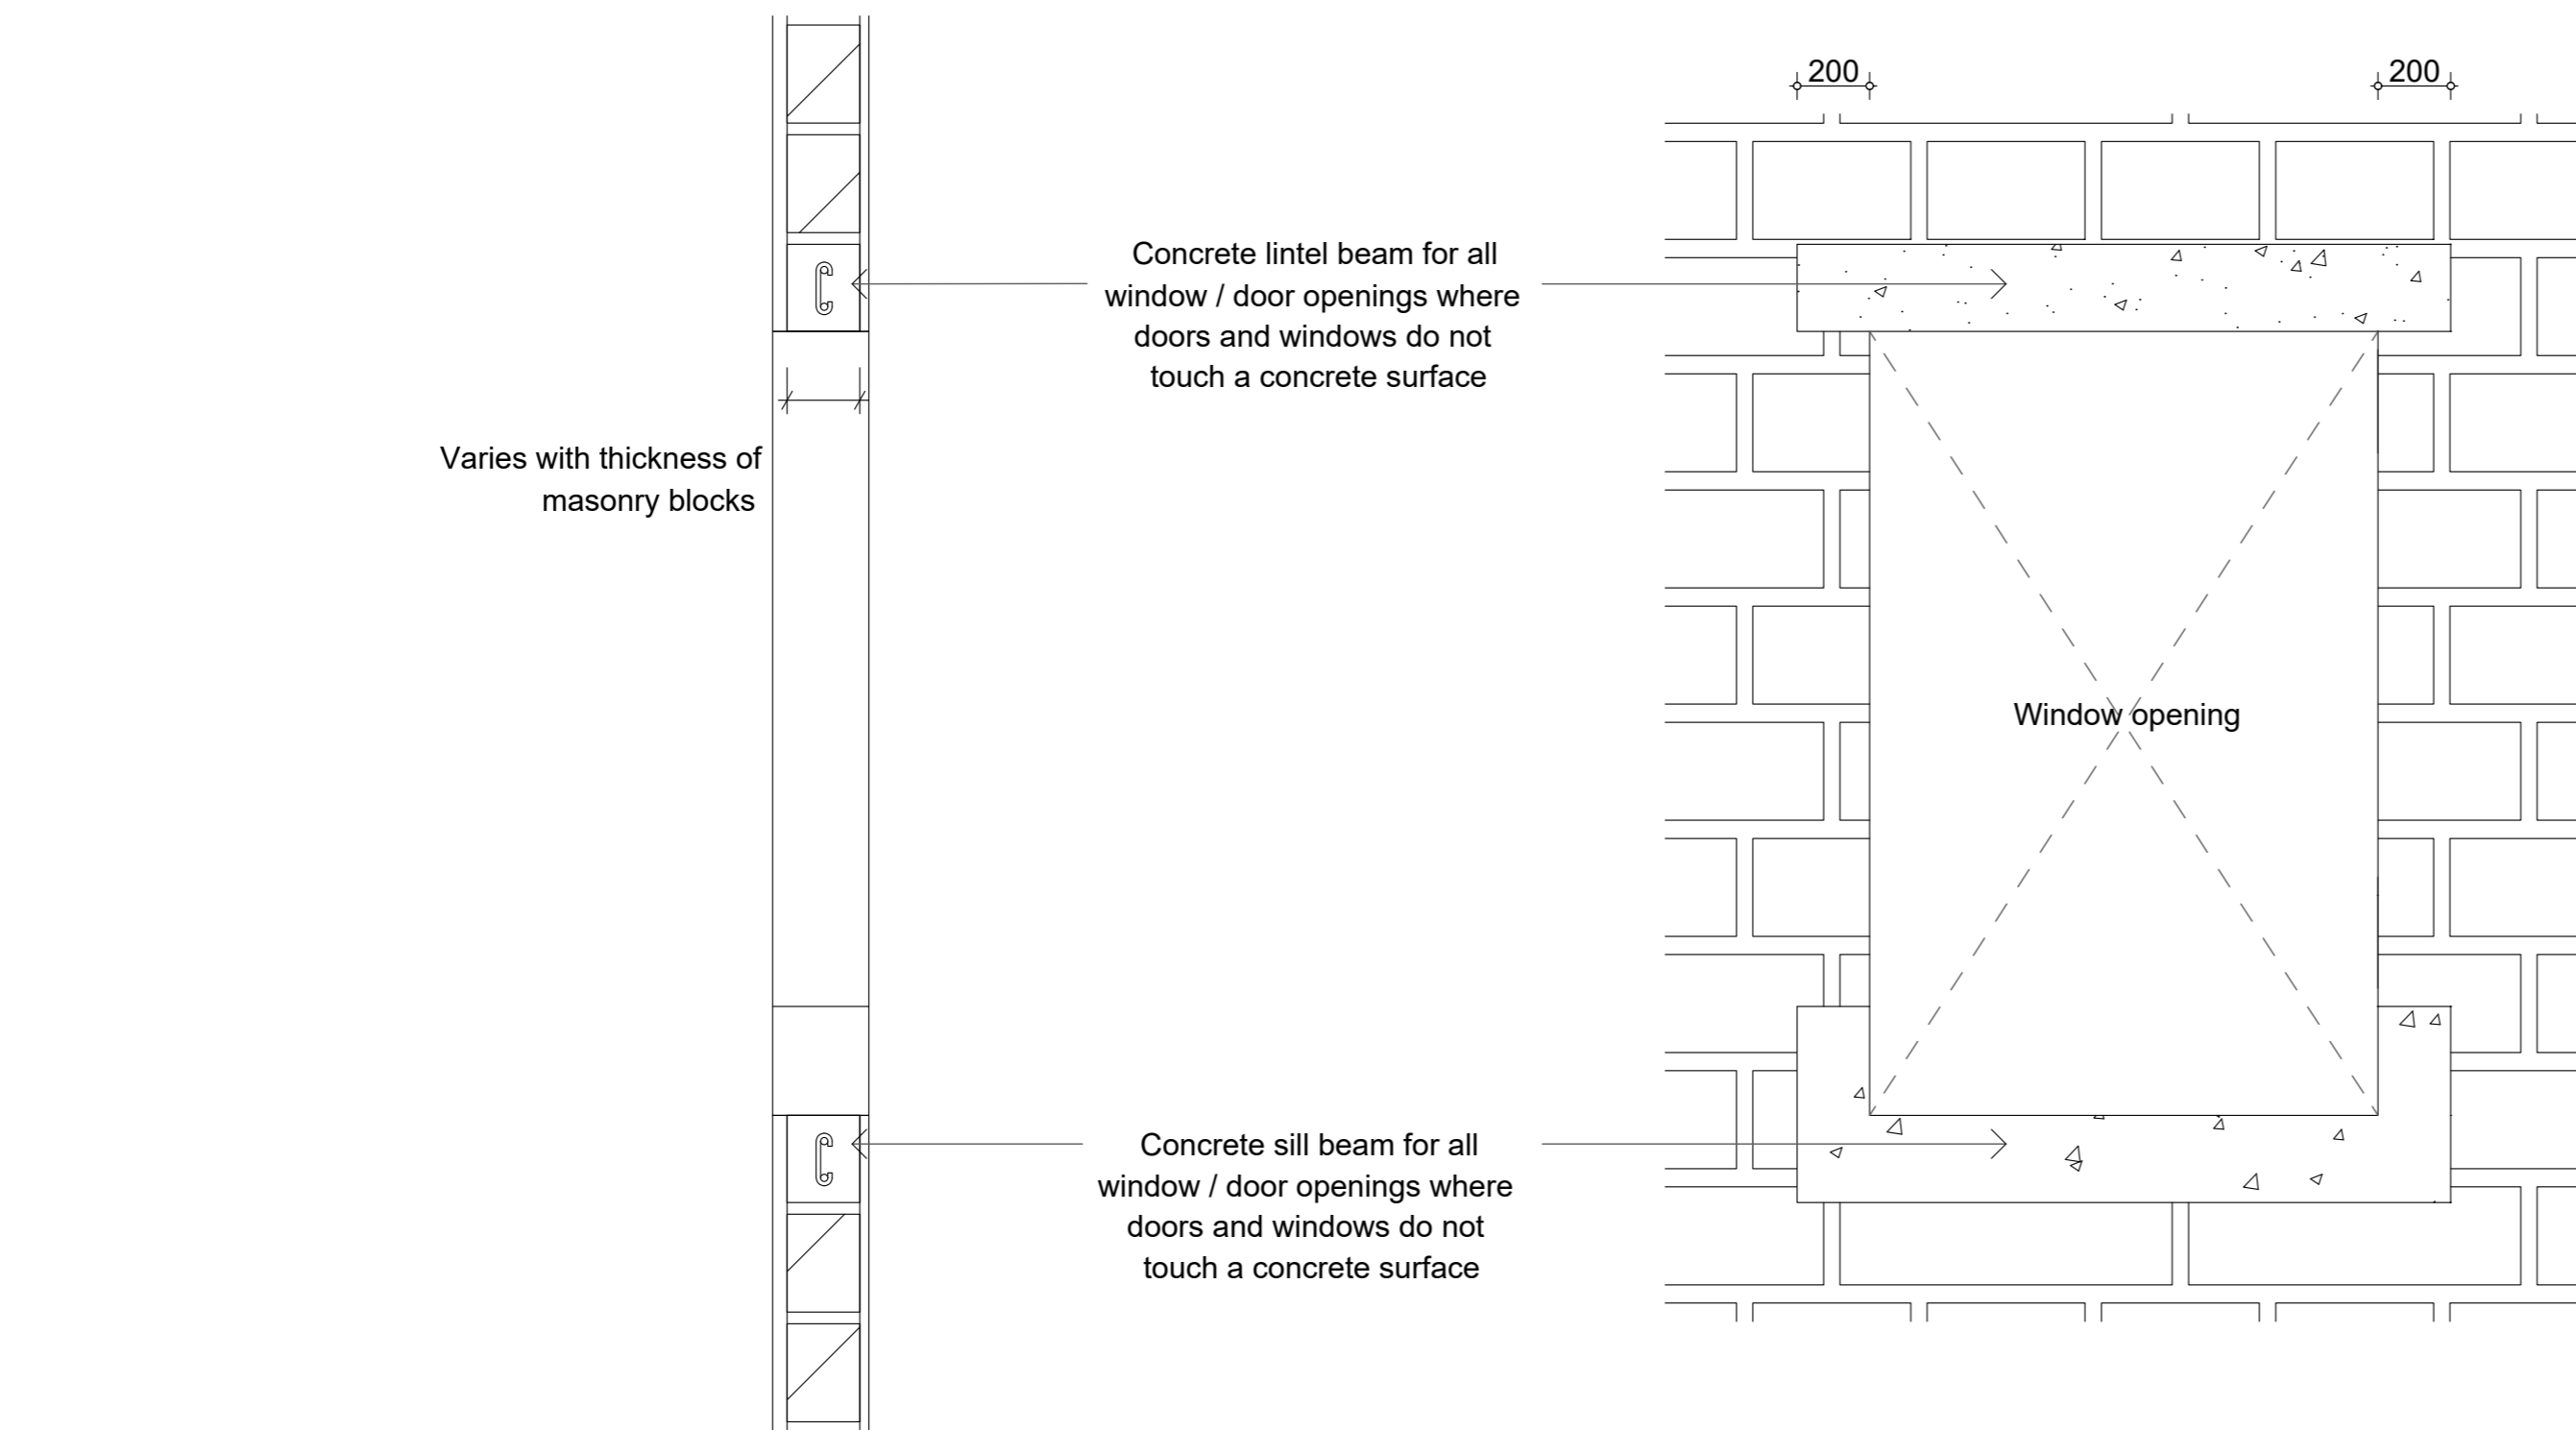 200
200
Concrete lintel beam for all
window / door openings where
doors and windows do not
touch a concrete surface
Varies with thickness of
masonry blocks
Window opening
Concrete sill beam for all
window / door openings where
doors and windows do not
touch a concrete surface